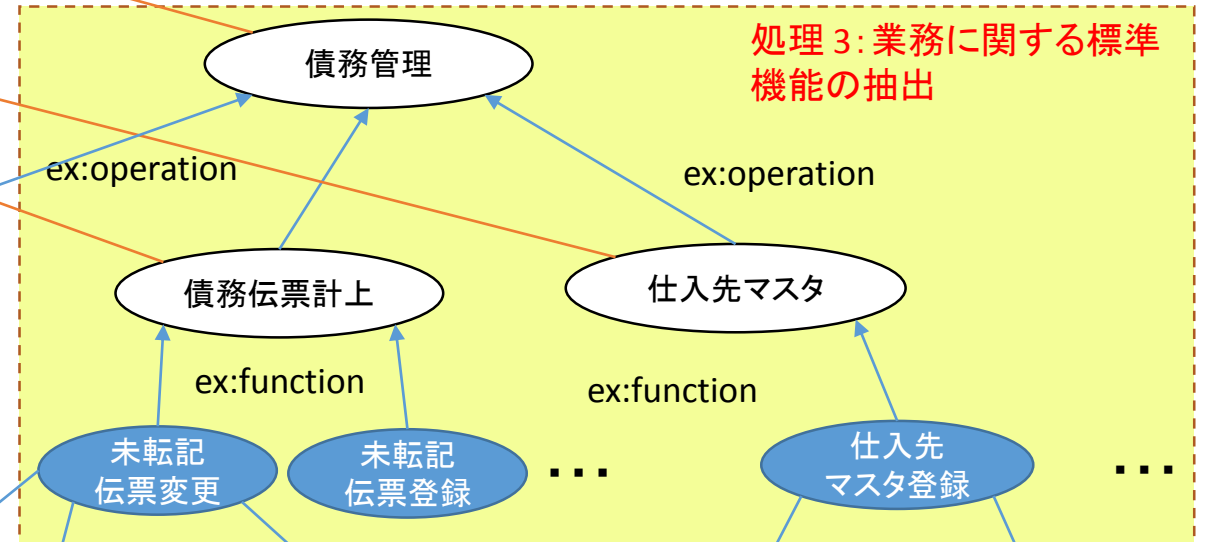 処理 3：業務に関する標準
機能の抽出
債務管理
ex:operation
ex:operation
債務伝票計上
仕入先マスタ
ex:function
ex:function
未転記
伝票変更
未転記
伝票登録
･･･
仕入先
マスタ登録
･･･